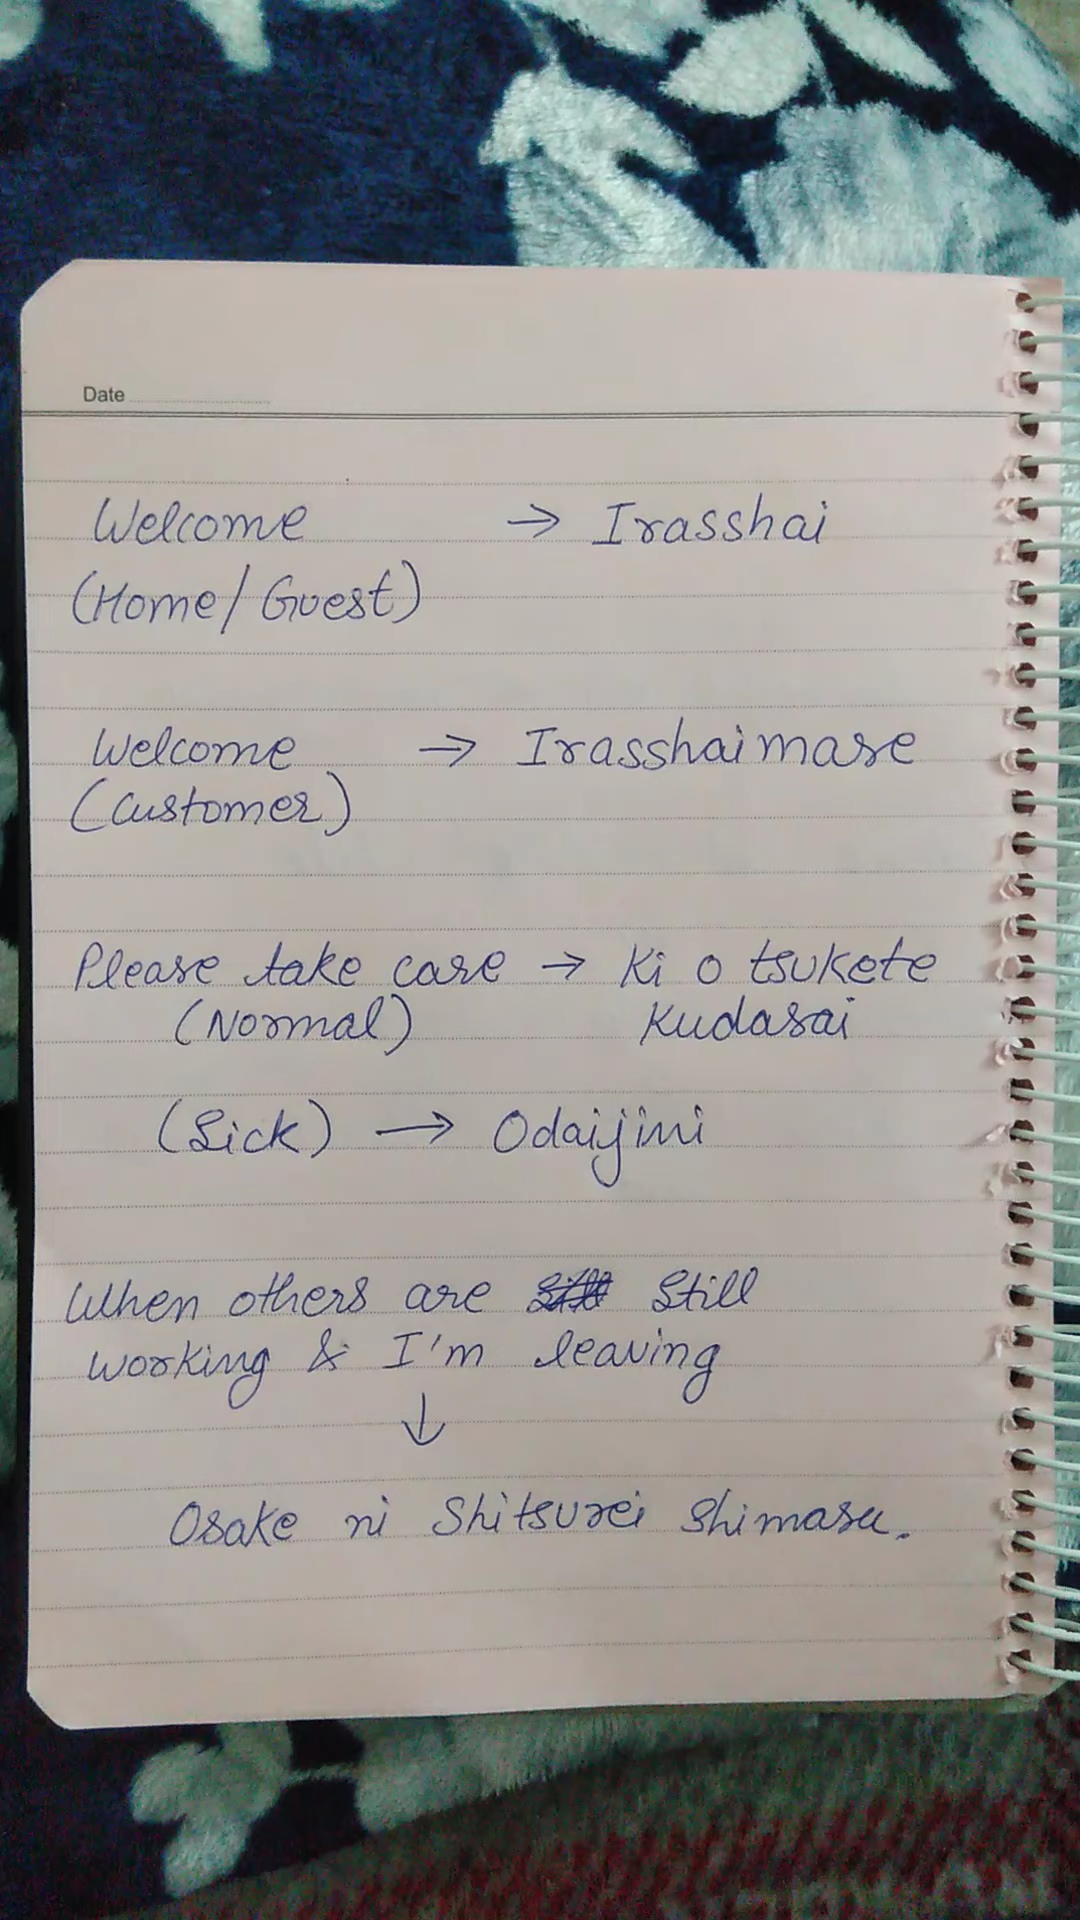 Date
Welcome → Irasshai
(Home/Guest)
Welcome → Irasshaimase
(Customer)
Please take care → Ki o tsukete
(Normal) Kudasai
(Sick) → Odaijini
When others are Still
working & I'm leaving
↓
Osake ni Shitsurei Shimasu.